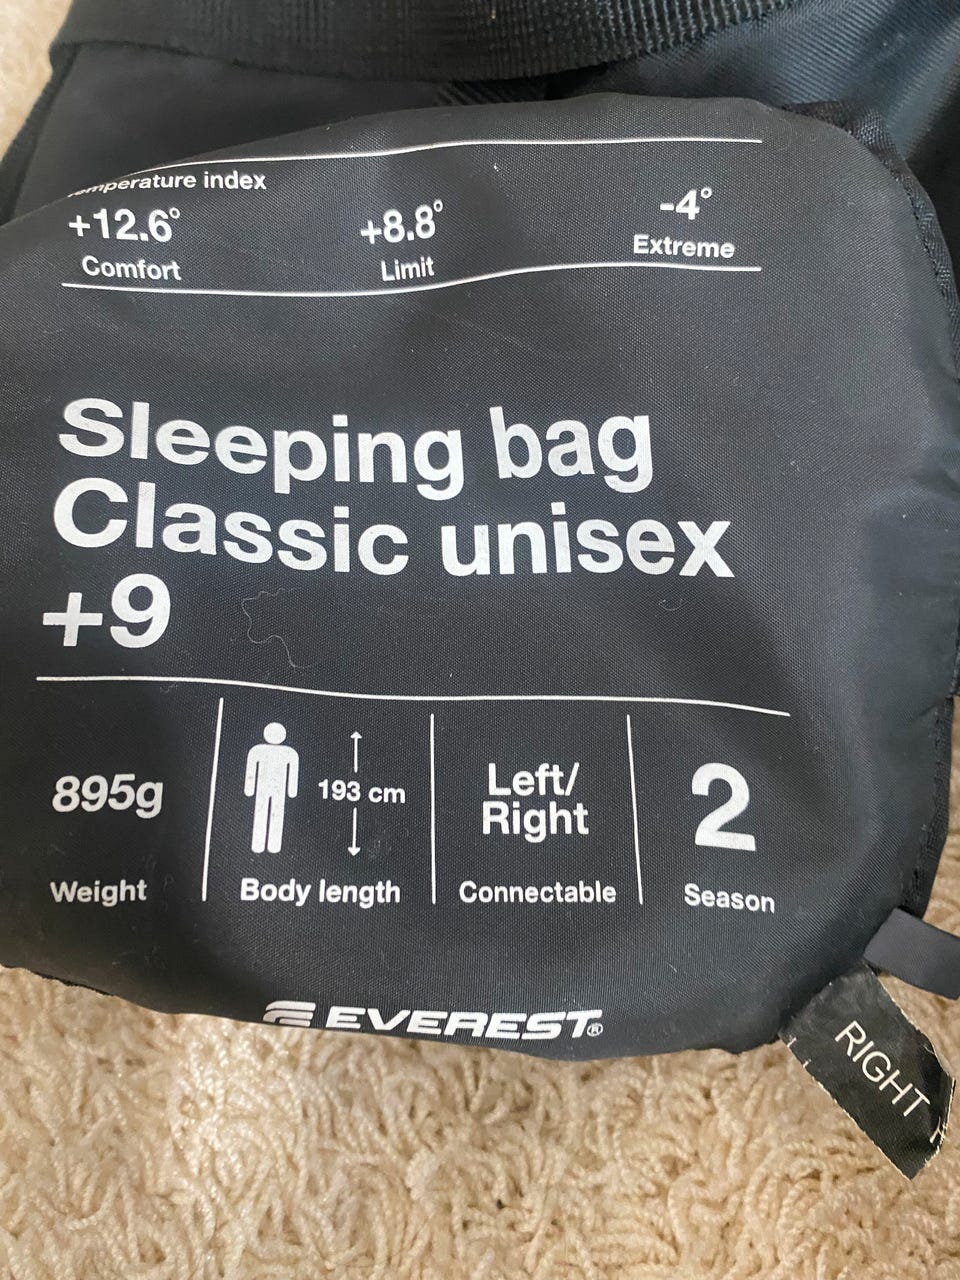 Temperature index
+12.6° +8.8° -4°
Comfort Limit Extreme
Sleeping bag
Classic unisex
+9
895g 193 cm Left/ 2
Right
Weight Body length Connectable Season
EVEREST®
RIGHT